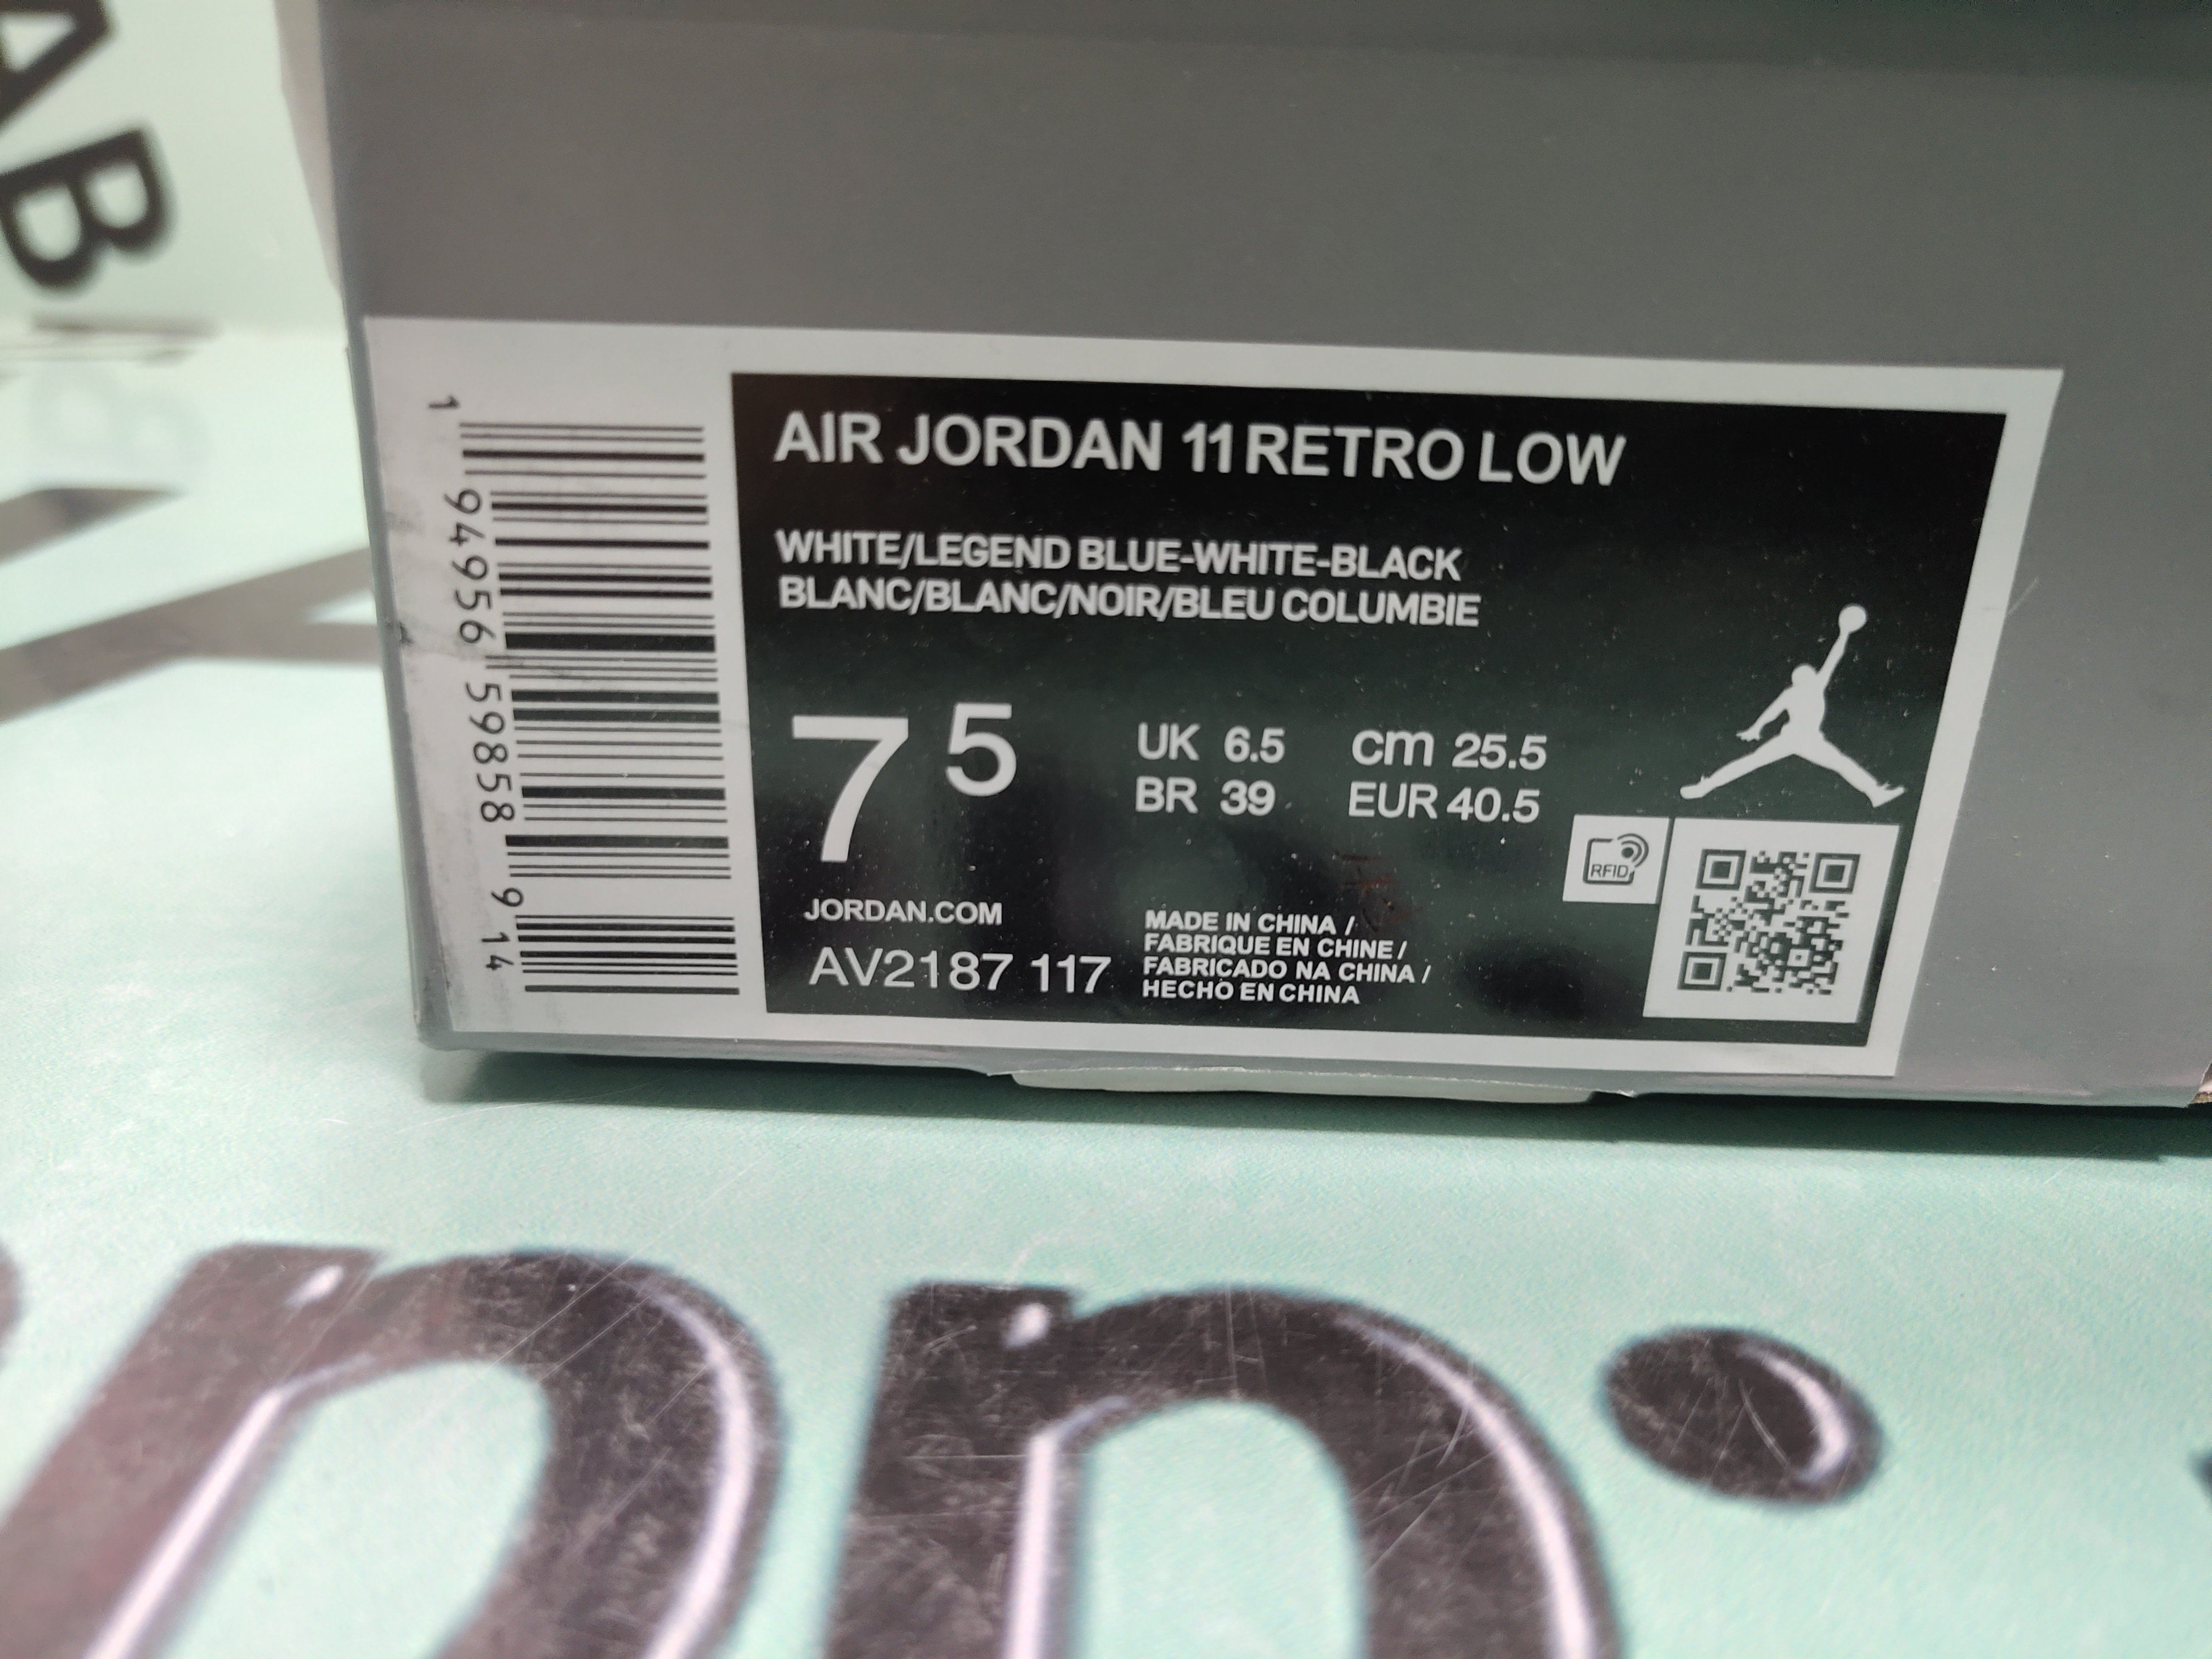 AB
1 94956 59858 9 14
AIR JORDAN 11 RETRO LOW
WHITE/LEGEND BLUE-WHITE-BLACK
BLANC/BLANC/NOIR/BLEU COLUMBIE
7 5
UK 6.5 cm 25.5
BR 39 EUR 40.5
RFID
JORDAN.COM
AV2187 117
MADE IN CHINA /
FABRIQUE EN CHINE /
FABRICADO NA CHINA /
HECHO EN CHINA